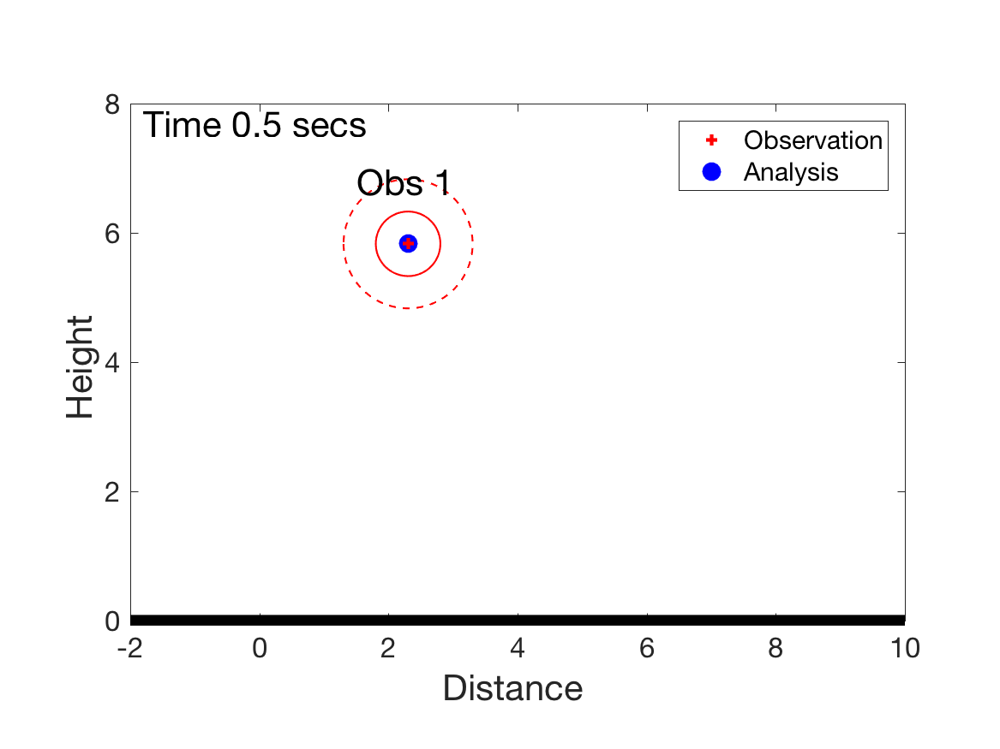 8
Time 0.5 secs
Observation
Analysis
Obs 1
6
Height
4
2
0
-2 0 2 4 6 8 10
Distance